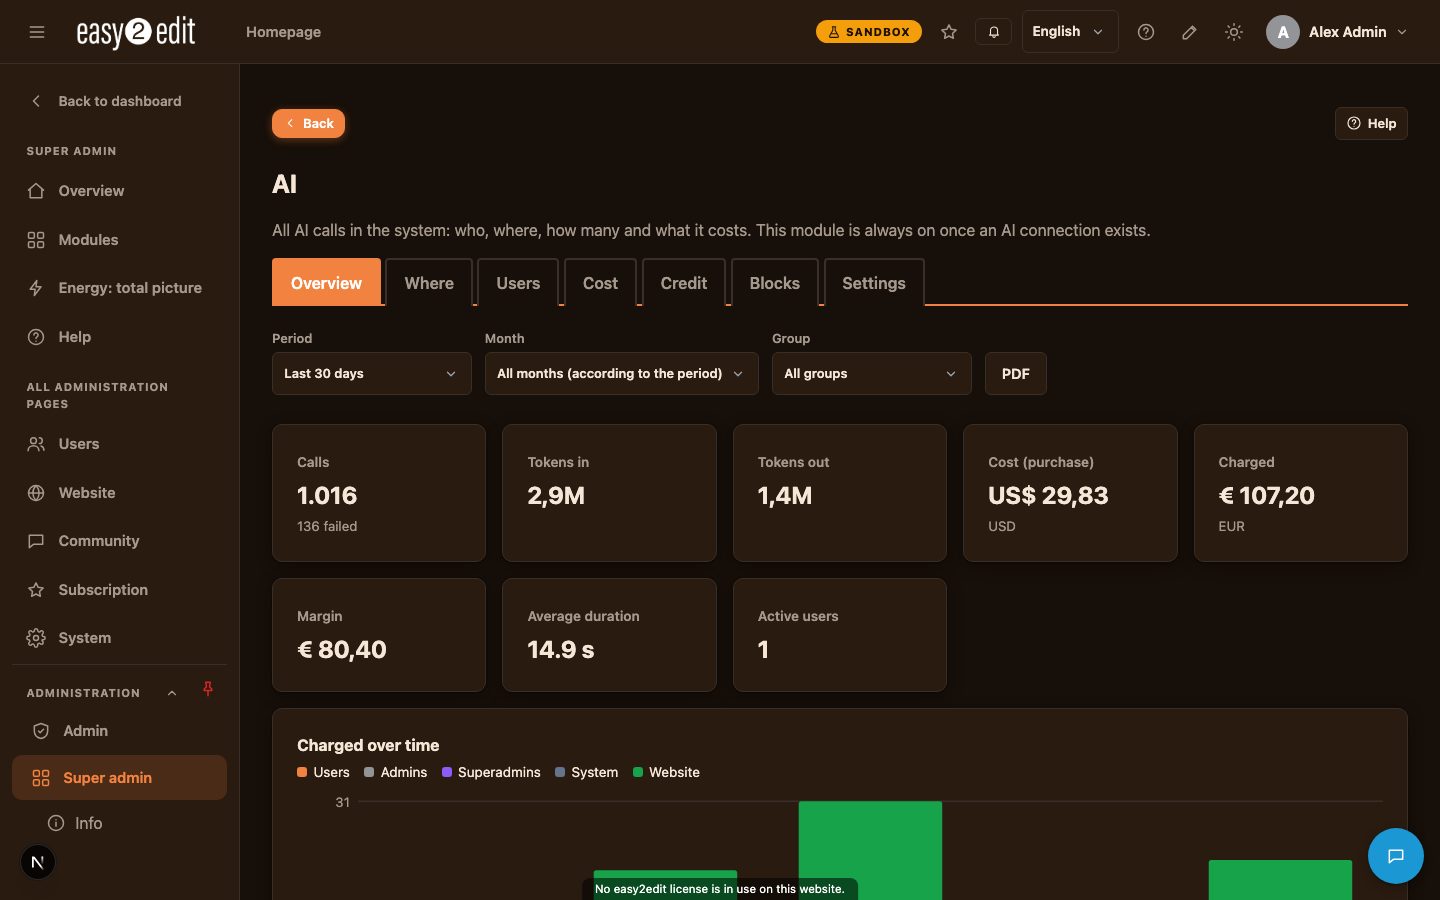 easy2edit
Homepage
SANDBOX
English
A
Alex Admin
Back to dashboard
SUPER ADMIN
Overview
Modules
Energy: total picture
Help
ALL ADMINISTRATION
PAGES
Users
Website
Community
Subscription
System
ADMINISTRATION
Admin
Super admin
Info
N
Back
Help
AI
All AI calls in the system: who, where, how many and what it costs. This module is always on once an AI connection exists.
Overview
Where
Users
Cost
Credit
Blocks
Settings
Period
Month
Group
Last 30 days
All months (according to the period)
All groups
PDF
Calls
1.016
136 failed
Tokens in
2,9M
Tokens out
1,4M
Cost (purchase)
US$ 29,83
USD
Charged
€ 107,20
EUR
Margin
€ 80,40
Average duration
14.9 s
Active users
1
Charged over time
Users
Admins
Superadmins
System
Website
31
No easy2edit license is in use on this website.